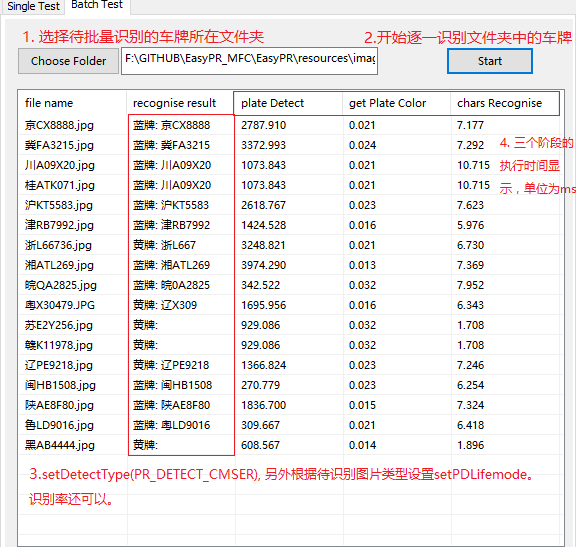 Single Test Batch Test
1. 选择待批量识别的车牌所在文件夹 2.开始逐一识别文件夹中的车牌
Choose Folder F:\GITHUB\EasyPR_MFC\EasyPR\resources\imag Start
file name recognise result plate Detect get Plate Color chars Recognise
京CX8888.jpg 蓝牌: 京CX8888 2787.910 0.021 7.177
冀FA3215.jpg 蓝牌: 冀FA3215 3372.993 0.024 7.292
川A09X20.jpg 蓝牌: 川A09X20 1073.843 0.021 10.715
桂ATK071.jpg 蓝牌: 川A09X20 1073.843 0.021 10.715
沪KT5583.jpg 蓝牌: 沪KT5583 2618.767 0.023 7.623
津RB7992.jpg 蓝牌: 津RB7992 1424.528 0.016 5.976
浙L66736.jpg 黄牌: 浙L667 3248.821 0.021 6.730
湘ATL269.jpg 蓝牌: 湘ATL269 3974.290 0.013 7.369
皖QA2825.jpg 蓝牌: 皖0A2825 342.522 0.032 7.952
粤X30479.JPG 黄牌: 辽X309 1695.956 0.016 6.343
苏E2Y256.jpg 黄牌: 929.086 0.032 1.708
赣K11978.jpg 黄牌: 929.086 0.032 1.708
辽PE9218.jpg 黄牌: 辽PE9218 1366.824 0.023 7.246
闽HB1508.jpg 蓝牌: 闽HB1508 270.779 0.023 6.254
陕AE8F80.jpg 蓝牌: 陕AE8F80 1836.700 0.015 7.324
鲁LD9016.jpg 蓝牌: 粤LD9016 309.667 0.021 6.418
黑AB4444.jpg 黄牌: 608.567 0.014 1.896
4. 三个阶段的
执行时间显
示，单位为ms
3.setDetectType(PR_DETECT_CMSER), 另外根据待识别图片类型设置setPDLifemode。
识别率还可以。